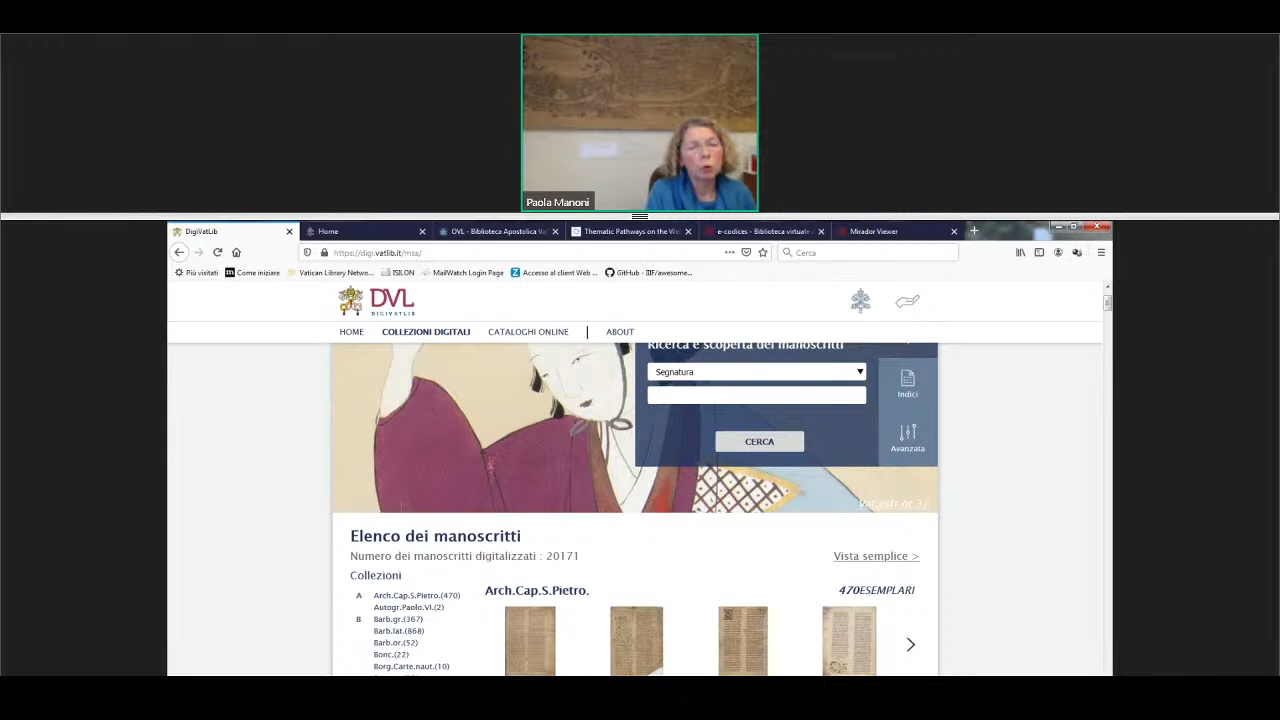 Paola Manoni
DigiVatLib
Home
OVL - Biblioteca Apostolica Va
Thematic Pathways on the We
e-codices - Biblioteca virtuale
Mirador Viewer
https://digi.vatlib.it/mss/
Cerca
Più visitati
Come iniziare
Vatican Library Netwo...
ISILON
MailWatch Login Page
Accesso al client Web ...
GitHub - IIIF/awesome...
DVL
DIGIVATLIB
HOME
COLLEZIONI DIGITALI
CATALOGHI ONLINE
ABOUT
Ricerca e scoperta dei manoscritti
Segnatura
Indici
CERCA
Avanzata
Vat.estr.or.32
Elenco dei manoscritti
Numero dei manoscritti digitalizzati : 20171
Vista semplice >
Collezioni
Arch.Cap.S.Pietro.
470ESEMPLARI
A Arch.Cap.S.Pietro.(470)
Autogr.Paolo.VI.(2)
B Barb.gr.(367)
Barb.lat.(868)
Barb.or.(52)
Bonc.(22)
Borg.Carte.naut.(10)